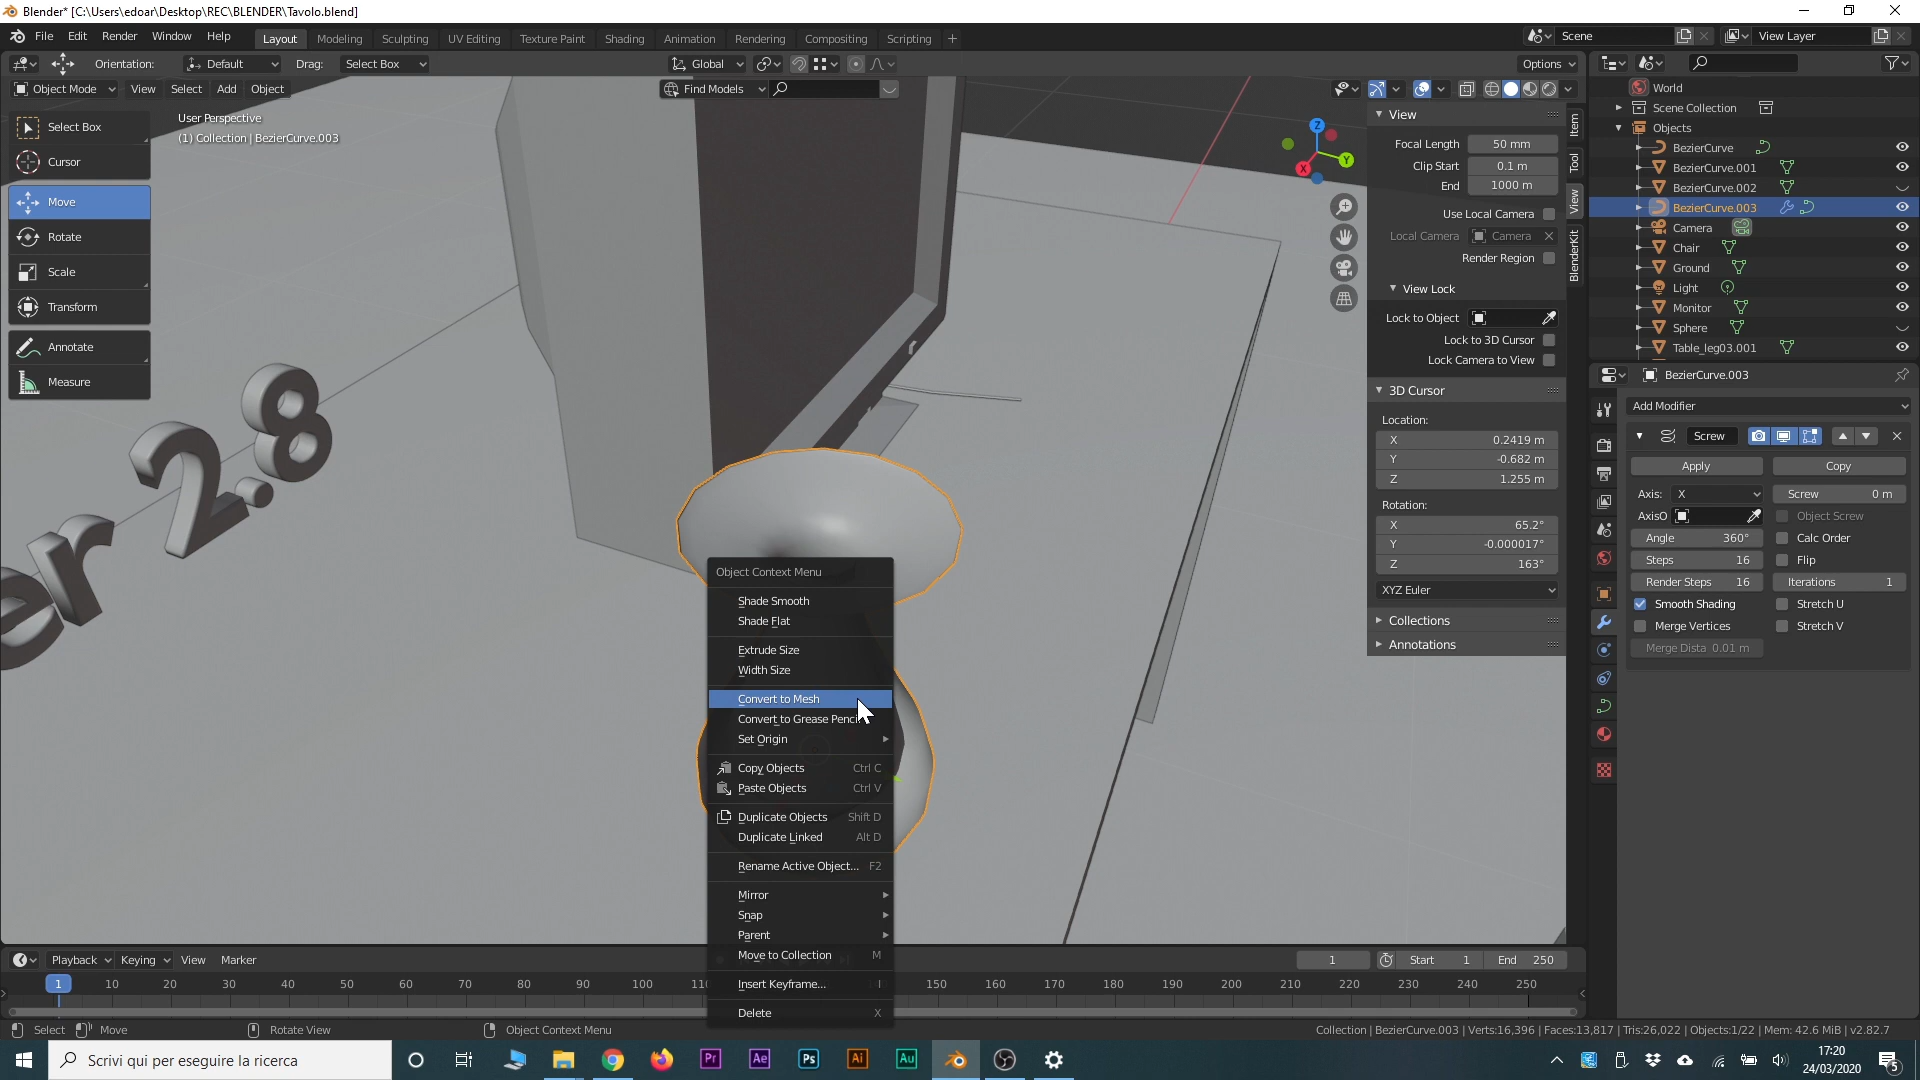 Blender* [C:\Users\edoar\Desktop\REC\BLENDER\Tavolo.blend]
File Edit Render Window Help
Layout Modeling Sculpting UV Editing Texture Paint Shading Animation Rendering Compositing Scripting +
Scene
View Layer
Orientation: Default Drag: Select Box
Global
Options
Object Mode View Select Add Object
Find Models
User Perspective
(1) Collection | BezierCurve.003
Select Box
Cursor
Move
Rotate
Scale
Transform
Annotate
Measure
er 2.8
Z
Y
X
View
Focal Length 50 mm
Clip Start 0.1 m
End 1000 m
Use Local Camera
Local Camera Camera
Render Region
View Lock
Lock to Object
Lock to 3D Cursor
Lock Camera to View
3D Cursor
Location:
X 0.2419 m
Y -0.682 m
Z 1.255 m
Rotation:
X 65.2°
Y -0.000017°
Z 163°
XYZ Euler
Collections
Annotations
Item
Tool
View
BlenderKit
World
Scene Collection
Objects
BezierCurve
BezierCurve.001
BezierCurve.002
BezierCurve.003
Camera
Chair
Ground
Light
Monitor
Sphere
Table_leg03.001
BezierCurve.003
Add Modifier
Screw
Apply Copy
Axis: X Screw 0 m
AxisO Object Screw
Angle 360° Calc Order
Steps 16 Flip
Render Steps 16 Iterations 1
Smooth Shading Stretch U
Merge Vertices Stretch V
Merge Dista 0.01 m
Object Context Menu
Shade Smooth
Shade Flat
Extrude Size
Width Size
Convert to Mesh
Convert to Grease Penci
Set Origin
Copy Objects Ctrl C
Paste Objects Ctrl V
Duplicate Objects Shift D
Duplicate Linked Alt D
Rename Active Object... F2
Mirror
Snap
Parent
Move to Collection M
Insert Keyframe... I
Delete X
Playback Keying View Marker
1 Start 1 End 250
1 10 20 30 40 50 60 70 80 90 100 11 150 160 170 180 190 200 210 220 230 240 250
Select Move Rotate View Object Context Menu
Collection | BezierCurve.003 | Verts:16,396 | Faces:13,817 | Tris:26,022 | Objects:1/22 | Mem: 42.6 MiB | v2.82.7
Scrivi qui per eseguire la ricerca
Pr Ae Ps Ai Au
17:20
24/03/2020
5